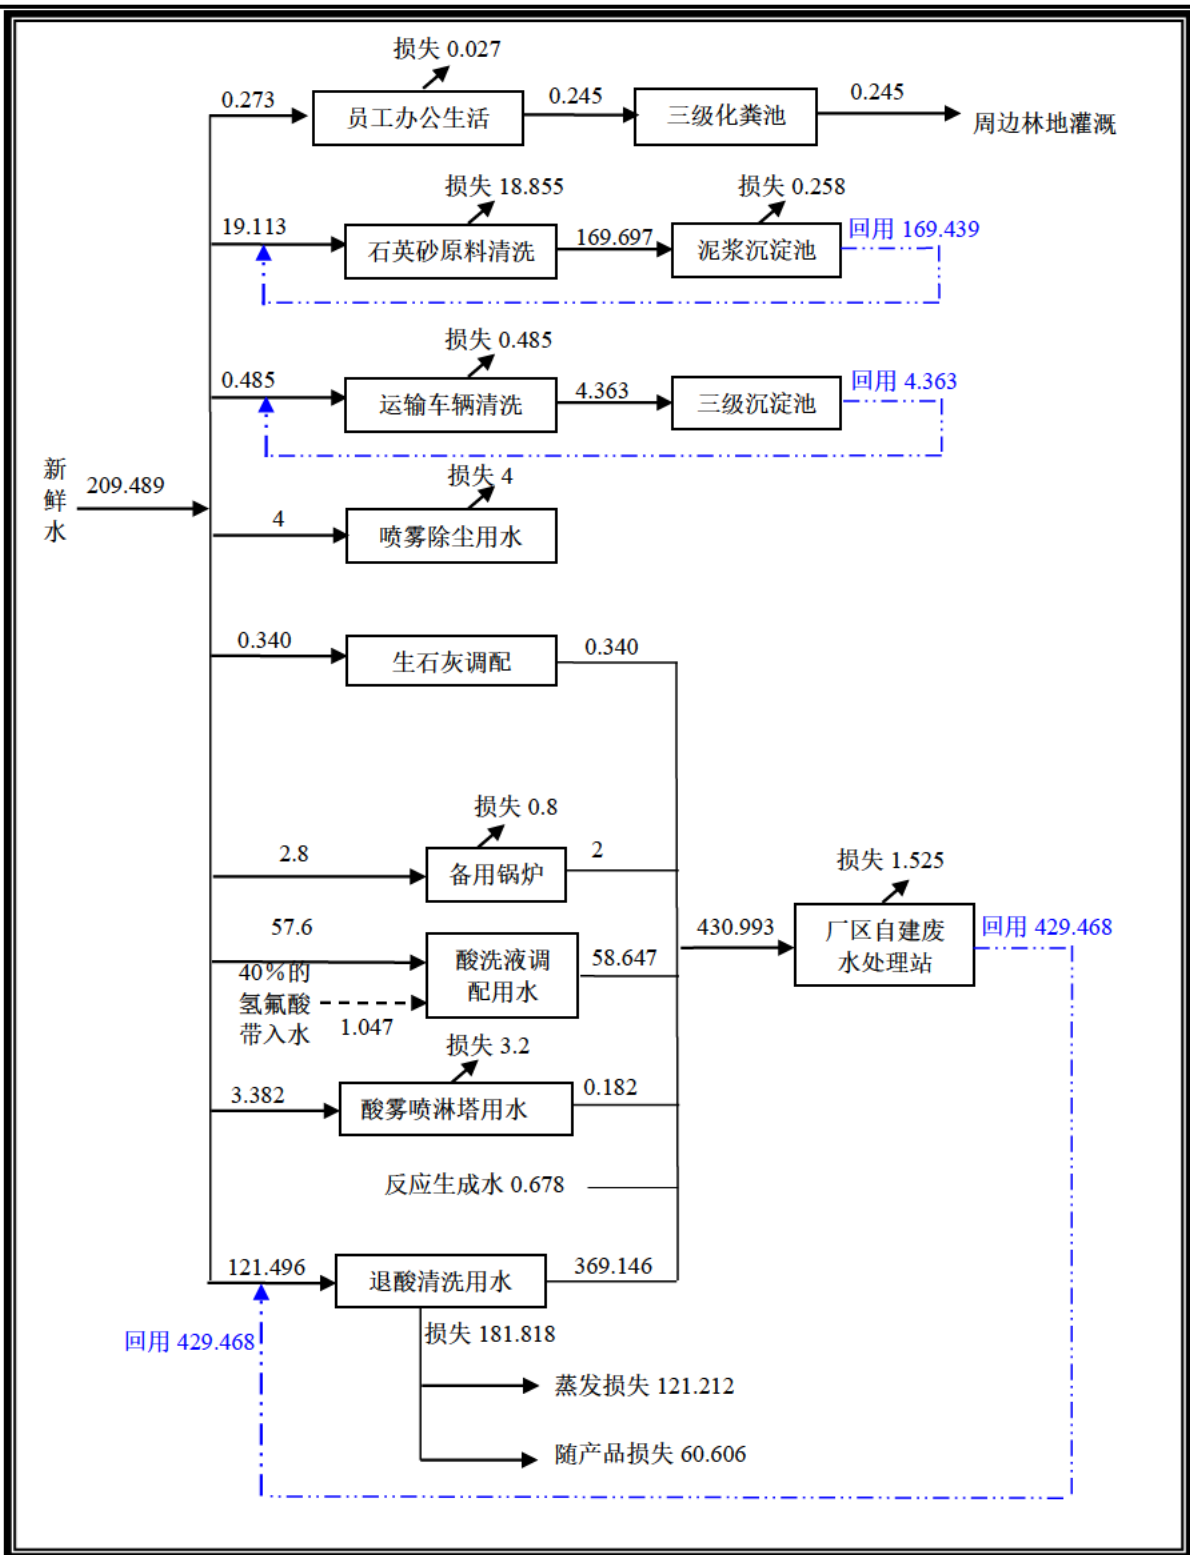 损失 0.027
0.273
员工办公生活
0.245
三级化粪池
0.245
周边林地灌溉
损失 18.855
损失 0.258
19.113
石英砂原料清洗
169.697
泥浆沉淀池
回用 169.439
损失 0.485
0.485
运输车辆清洗
4.363
三级沉淀池
回用 4.363
新
鲜
水
209.489
损失 4
4
喷雾除尘用水
0.340
生石灰调配
0.340
损失 0.8
2.8
备用锅炉
2
损失 1.525
57.6
酸洗液调
配用水
58.647
430.993
厂区自建废
水处理站
回用 429.468
40%的
氢氟酸
带入水
1.047
损失 3.2
3.382
酸雾喷淋塔用水
0.182
反应生成水 0.678
121.496
退酸清洗用水
369.146
回用 429.468
损失 181.818
蒸发损失 121.212
随产品损失 60.606